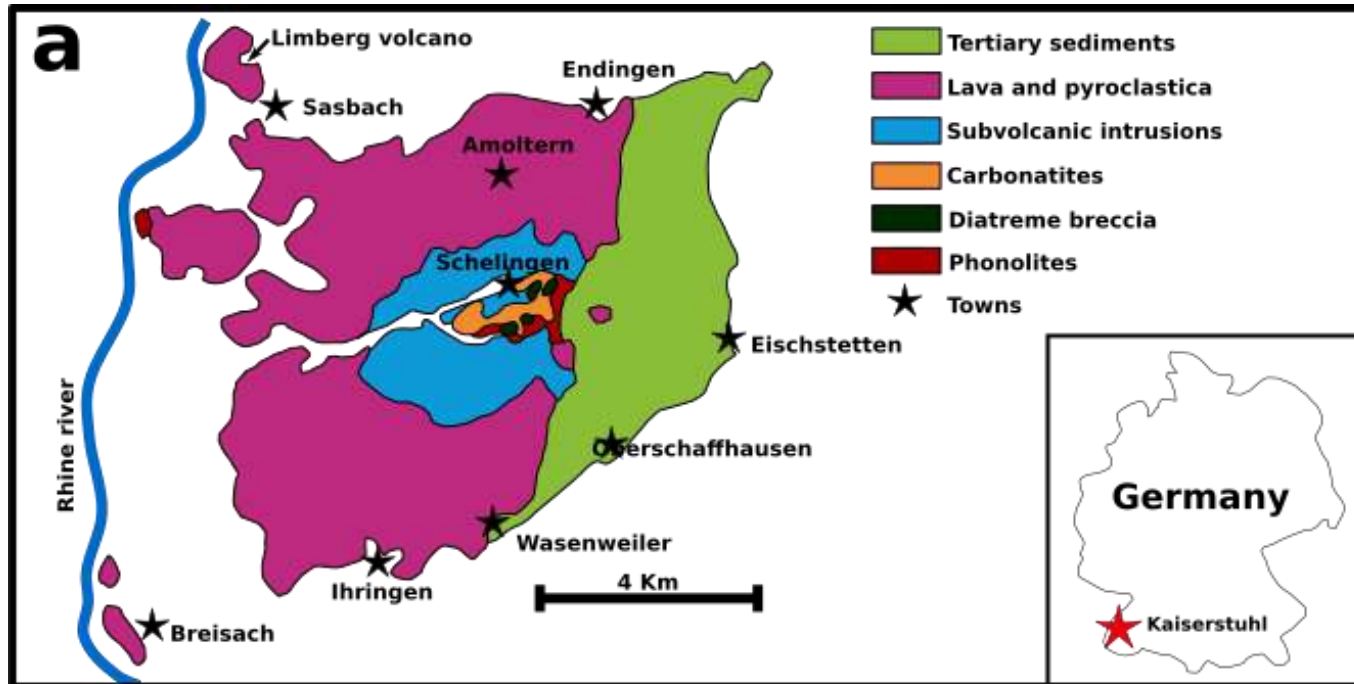 a
Limberg volcano
Sasbach
Endingen
Amoltern
Schelingen
Eischstetten
Oberschaffhausen
Wasenweiler
Ihringen
Breisach
Rhine river
4 Km
Tertiary sediments
Lava and pyroclastica
Subvolcanic intrusions
Carbonatites
Diatreme breccia
Phonolites
Towns
Germany
Kaiserstuhl